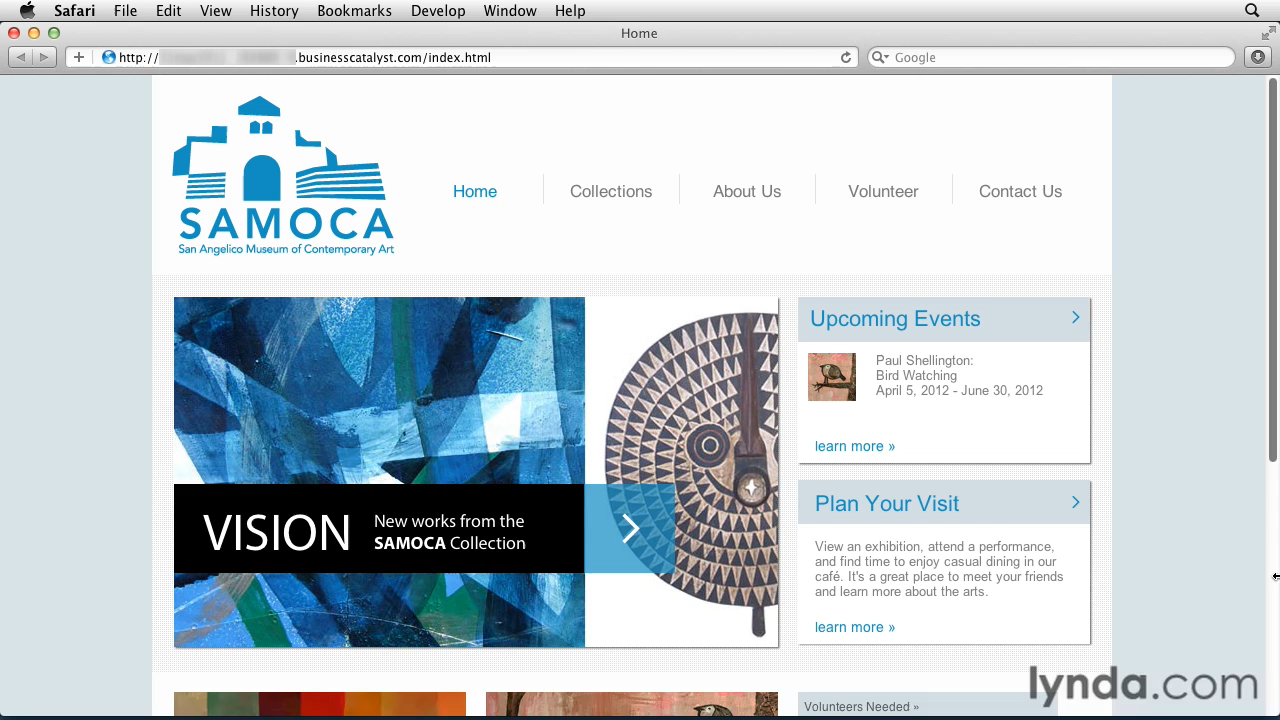 Safari File Edit View History Bookmarks Develop Window Help
Home
http:// .businesscatalyst.com/index.html
Google
SAMOCA
San Angelico Museum of Contemporary Art
Home Collections About Us Volunteer Contact Us
VISION
New works from the
SAMOCA Collection
Upcoming Events
Paul Shellington:
Bird Watching
April 5, 2012 - June 30, 2012
learn more »
Plan Your Visit
View an exhibition, attend a performance,
and find time to enjoy casual dining in our
café. It's a great place to meet your friends
and learn more about the arts.
learn more »
Volunteers Needed »
lynda.com